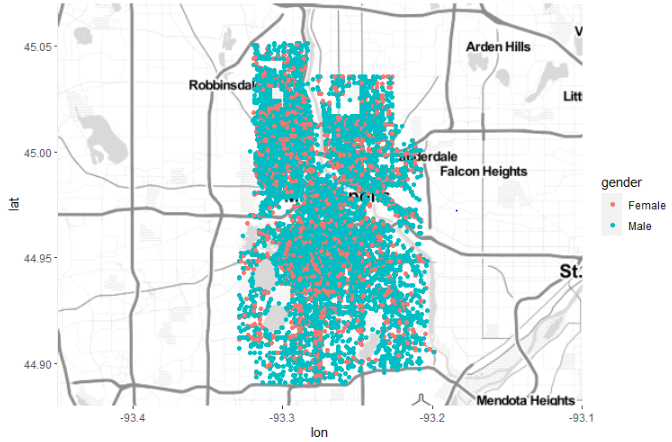 45.05
45.00
44.95
44.90
lat
Arden Hills
Robbinsdal
Litt
Falcon Heights
St.
Mendota Heights
-93.4
-93.3
-93.2
-93.1
lon
gender
Female
Male